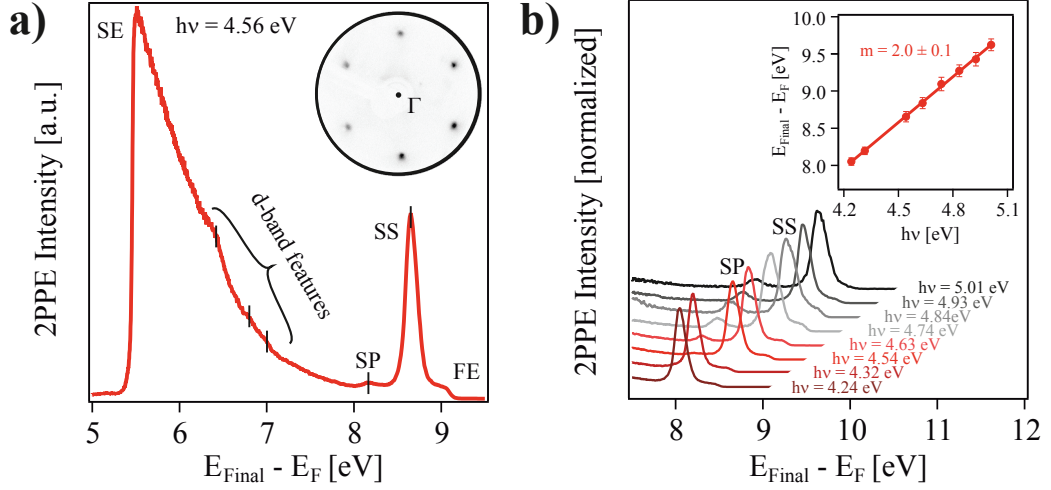 a)
2PPE Intensity [a.u.]
SE
hν = 4.56 eV
Γ
d-band features
SP
SS
FE
5
6
7
8
9
E_Final - E_F [eV]
b)
2PPE Intensity [normalized]
10.0
9.5
9.0
8.5
8.0
E_Final - E_F [eV]
m = 2.0 ± 0.1
4.2
4.5
4.8
5.1
hν [eV]
SS
SP
hν = 5.01 eV
hν = 4.93 eV
hν = 4.84eV
hν = 4.74 eV
hν = 4.63 eV
hν = 4.54 eV
hν = 4.32 eV
hν = 4.24 eV
8
9
10
11
12
E_Final - E_F [eV]